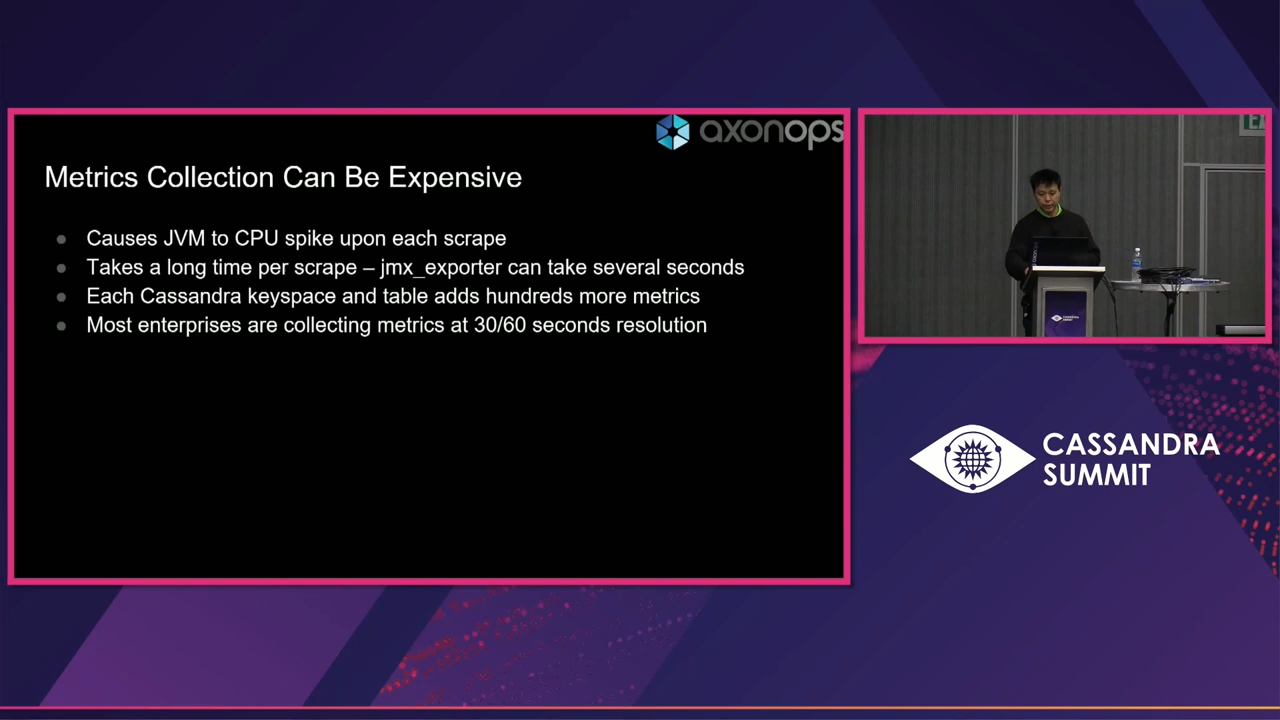 axonops
Metrics Collection Can Be Expensive
Causes JVM to CPU spike upon each scrape
Takes a long time per scrape – jmx_exporter can take several seconds
Each Cassandra keyspace and table adds hundreds more metrics
Most enterprises are collecting metrics at 30/60 seconds resolution
CASSANDRA
SUMMIT